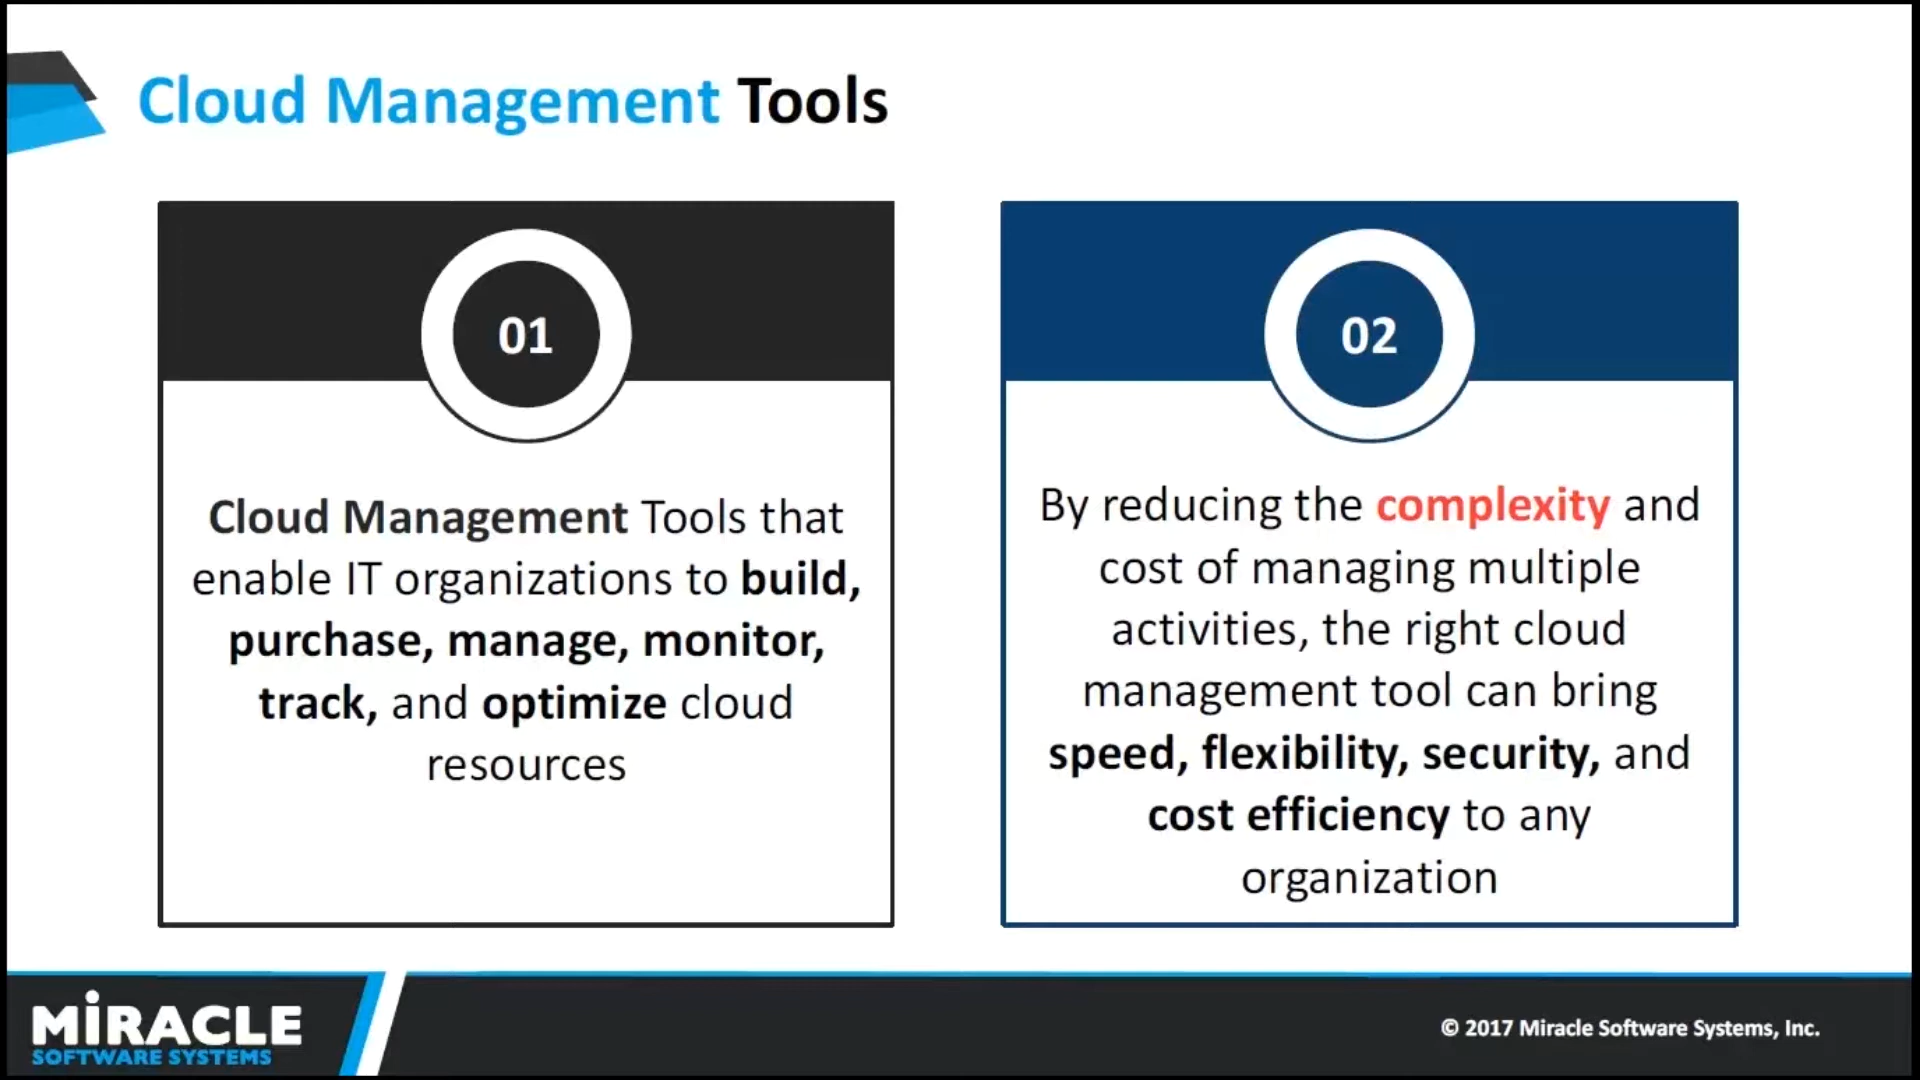 Cloud Management Tools
01
Cloud Management Tools that
enable IT organizations to build,
purchase, manage, monitor,
track, and optimize cloud
resources
02
By reducing the complexity and
cost of managing multiple
activities, the right cloud
management tool can bring
speed, flexibility, security, and
cost efficiency to any
organization
MiRACLE
SOFTWARE SYSTEMS
© 2017 Miracle Software Systems, Inc.